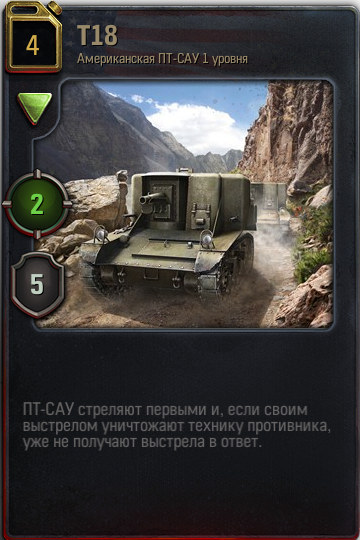 4
T18
Американская ПТ-САУ 1 уровня
2
5
ПТ-САУ стреляют первыми и, если своим
выстрелом уничтожают технику противника,
уже не получают выстрела в ответ.